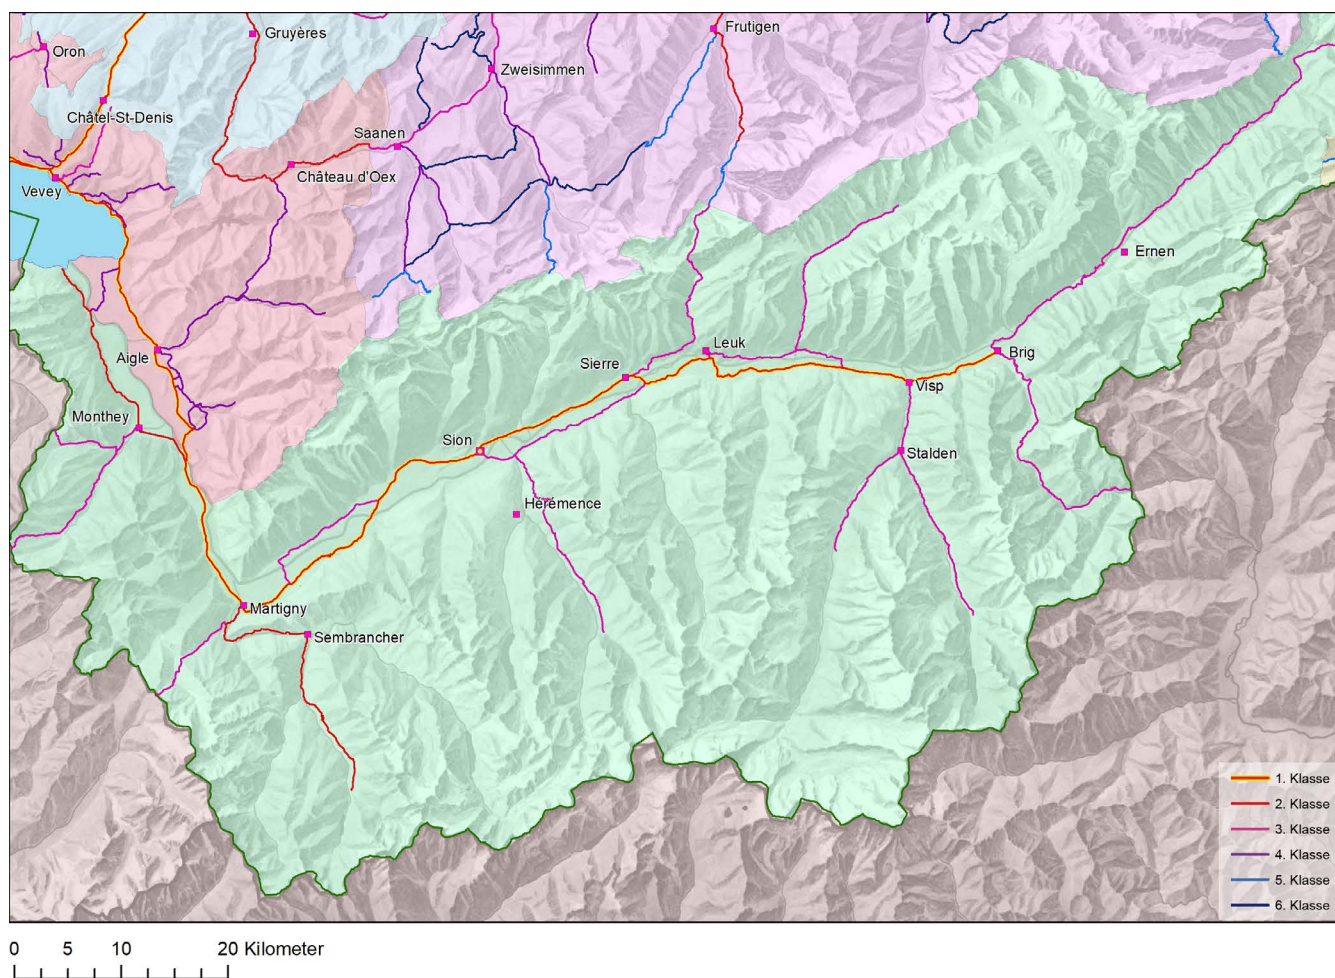 Frutigen
Gruyères
Oron
Zweisimmen
Châtel-St-Denis
Saanen
Château d'Oex
Vevey
Ernen
Leuk
Brig
Aigle
Sierre
Visp
Monthey
Sion
Stalden
Hérémence
Martigny
Sembrancher
1. Klasse
2. Klasse
3. Klasse
4. Klasse
5. Klasse
6. Klasse
0 5 10 20 Kilometer